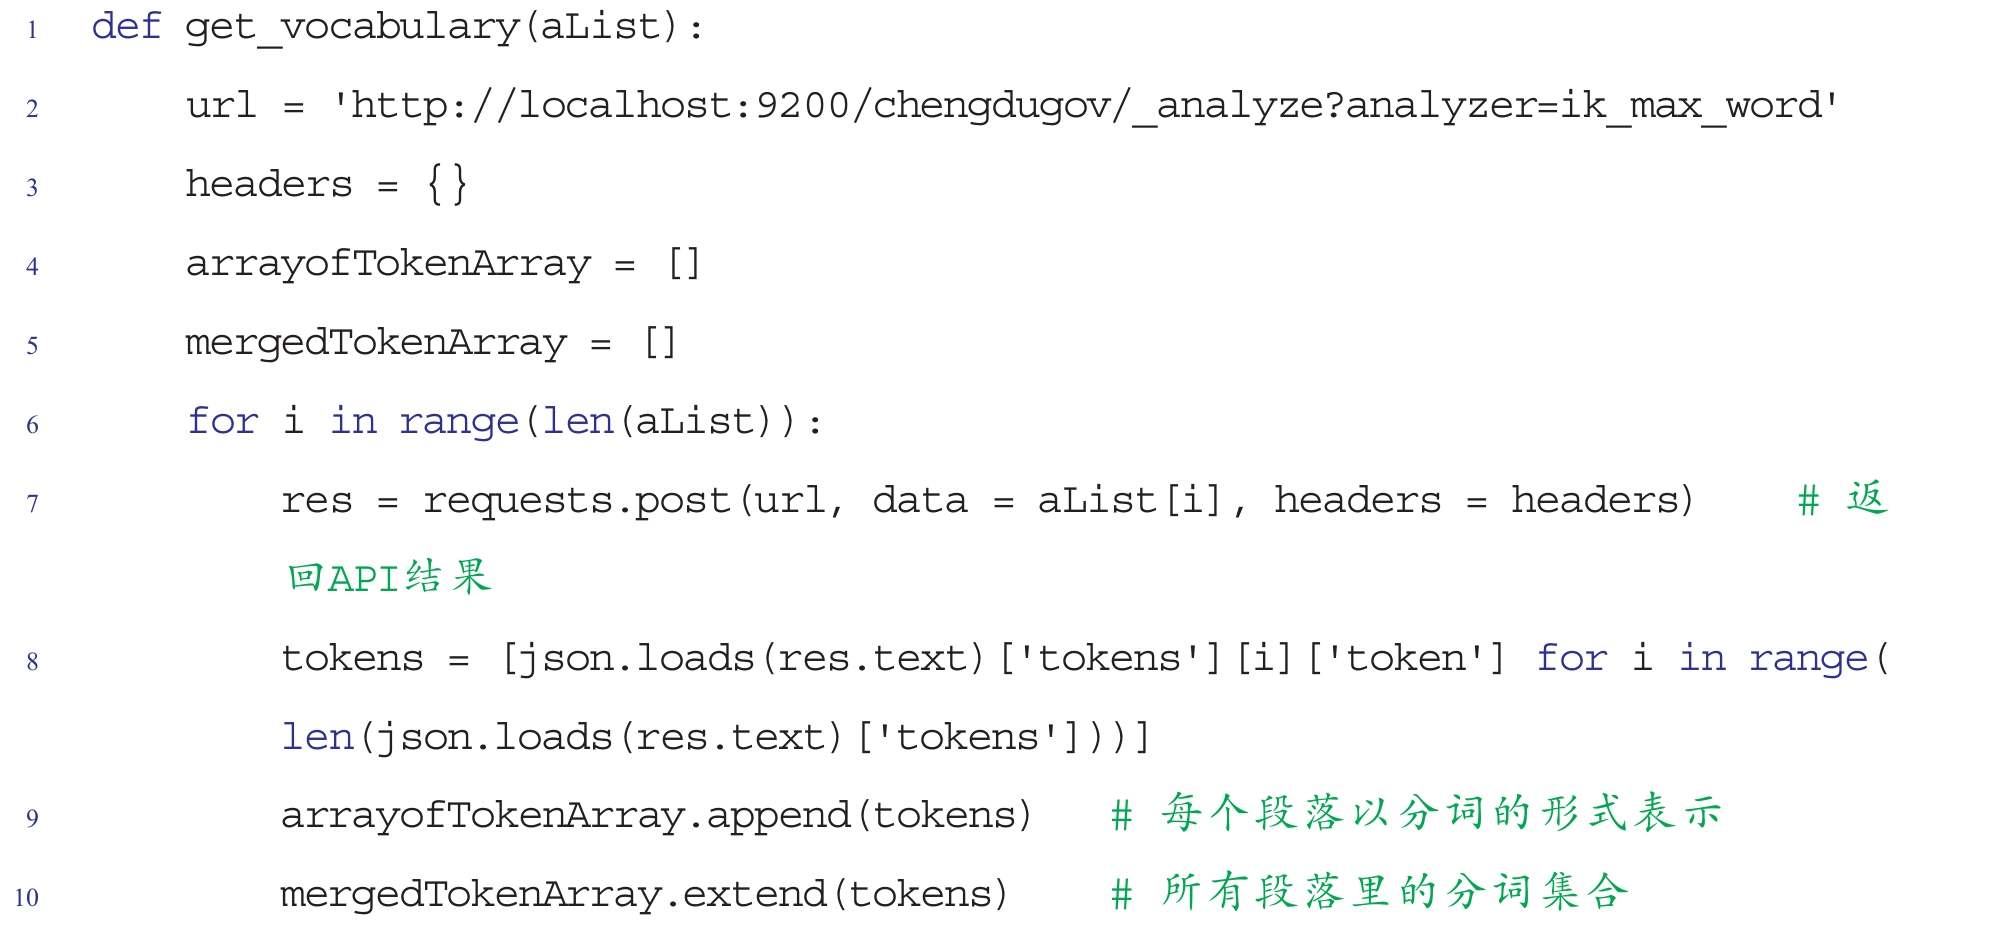 1 def get_vocabulary(aList):
2 url = 'http://localhost:9200/chengdugov/_analyze?analyzer=ik_max_word'
3 headers = {}
4 arrayofTokenArray = []
5 mergedTokenArray = []
6 for i in range(len(aList)):
7 res = requests.post(url, data = aList[i], headers = headers) # 返
回API结果
8 tokens = [json.loads(res.text)['tokens'][i]['token'] for i in range(
len(json.loads(res.text)['tokens']))]
9 arrayofTokenArray.append(tokens) # 每个段落以分词的形式表示
10 mergedTokenArray.extend(tokens) # 所有段落里的分词集合